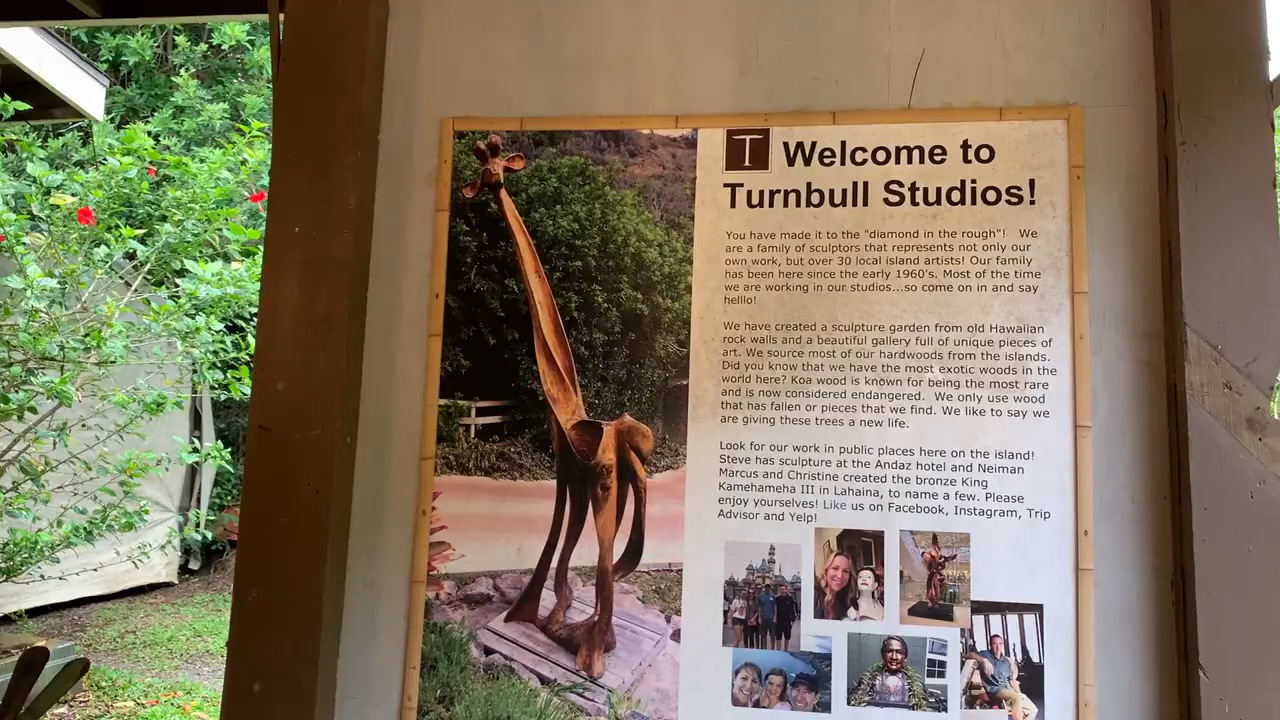 T Welcome to
Turnbull Studios!
You have made it to the "diamond in the rough"! We
are a family of sculptors that represents not only our
own work, but over 30 local island artists! Our family
has been here since the early 1960's. Most of the time
we are working in our studios...so come on in and say
helllo!
We have created a sculpture garden from old Hawaiian
rock walls and a beautiful gallery full of unique pieces of
art. We source most of our hardwoods from the islands.
Did you know that we have the most exotic woods in the
world here? Koa wood is known for being the most rare
and is now considered endangered. We only use wood
that has fallen or pieces that we find. We like to say we
are giving these trees a new life.
Look for our work in public places here on the island!
Steve has sculpture at the Andaz hotel and Neiman
Marcus and Christine created the bronze King
Kamehameha III in Lahaina, to name a few. Please
enjoy yourselves! Like us on Facebook, Instagram, Trip
Advisor and Yelp!